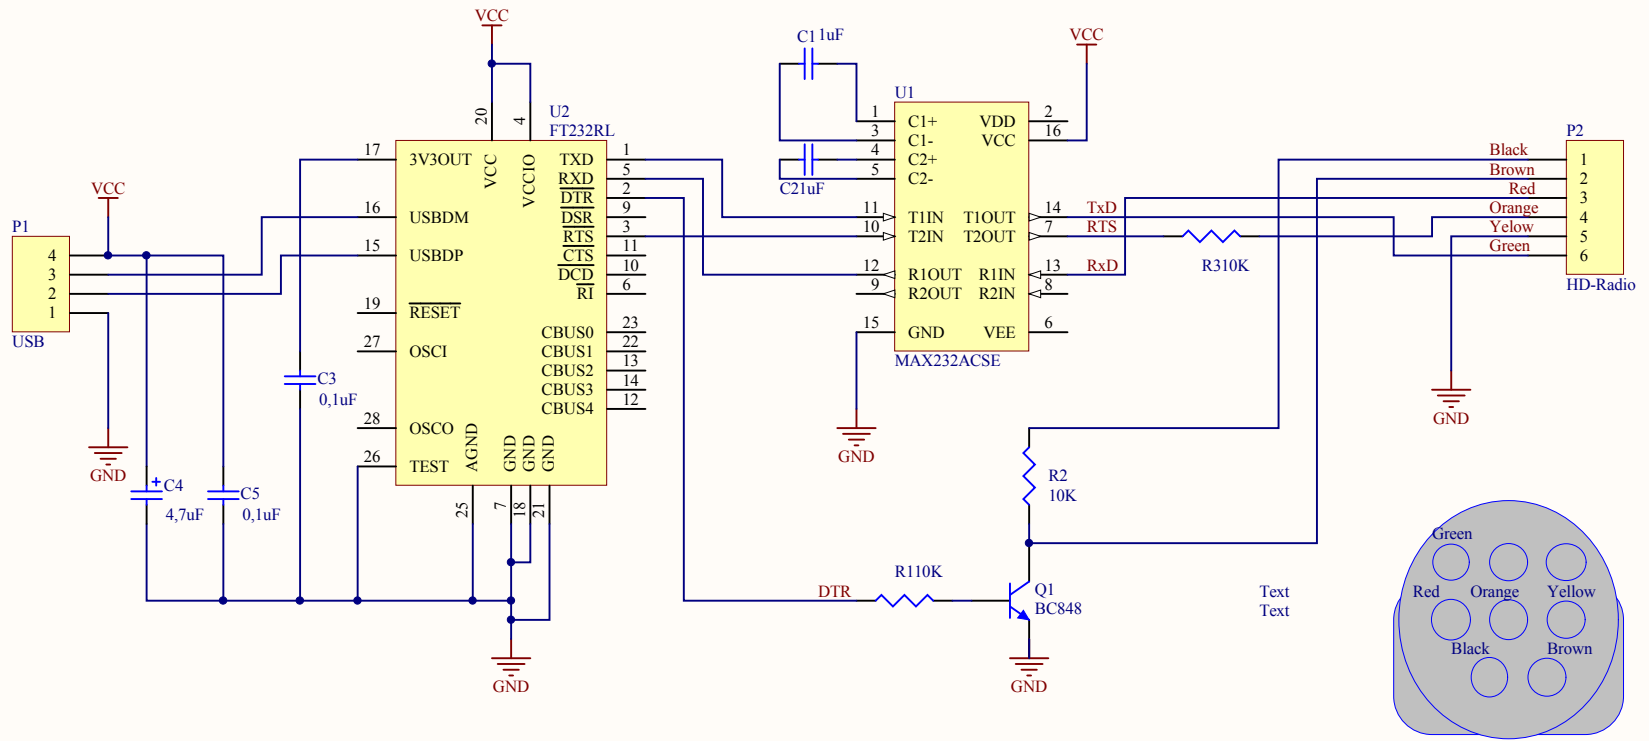 VCC
P1
4
3
2
1
USB
GND
+
C4
4,7uF
C5
0,1uF
C3
0,1uF
VCC
20
4
U2
FT232RL
17
3V3OUT
VCC
VCCIO
TXD
1
RXD
5
DTR
2
16
USBDM
DSR
9
RTS
3
15
USBDP
CTS
11
DCD
10
RI
6
19
RESET
CBUS0
23
27
OSCI
CBUS1
22
CBUS2
13
CBUS3
14
CBUS4
12
28
OSCO
26
TEST
AGND
GND
GND
GND
25
7
18
21
GND
C1 1uF
C2 1uF
VCC
U1
1
C1+
VDD
2
3
C1-
VCC
16
4
C2+
5
C2-
11
T1IN
T1OUT
14
TxD
10
T2IN
T2OUT
7
RTS
12
R1OUT
R1IN
13
RxD
9
R2OUT
R2IN
8
15
GND
VEE
6
MAX232ACSE
GND
R3 10K
R2
10K
DTR
R1 10K
Q1
BC848
GND
P2
Black
1
Brown
2
Red
3
Orange
4
Yelow
5
Green
6
HD-Radio
GND
Text
Text
Green
Red
Orange
Yellow
Black
Brown